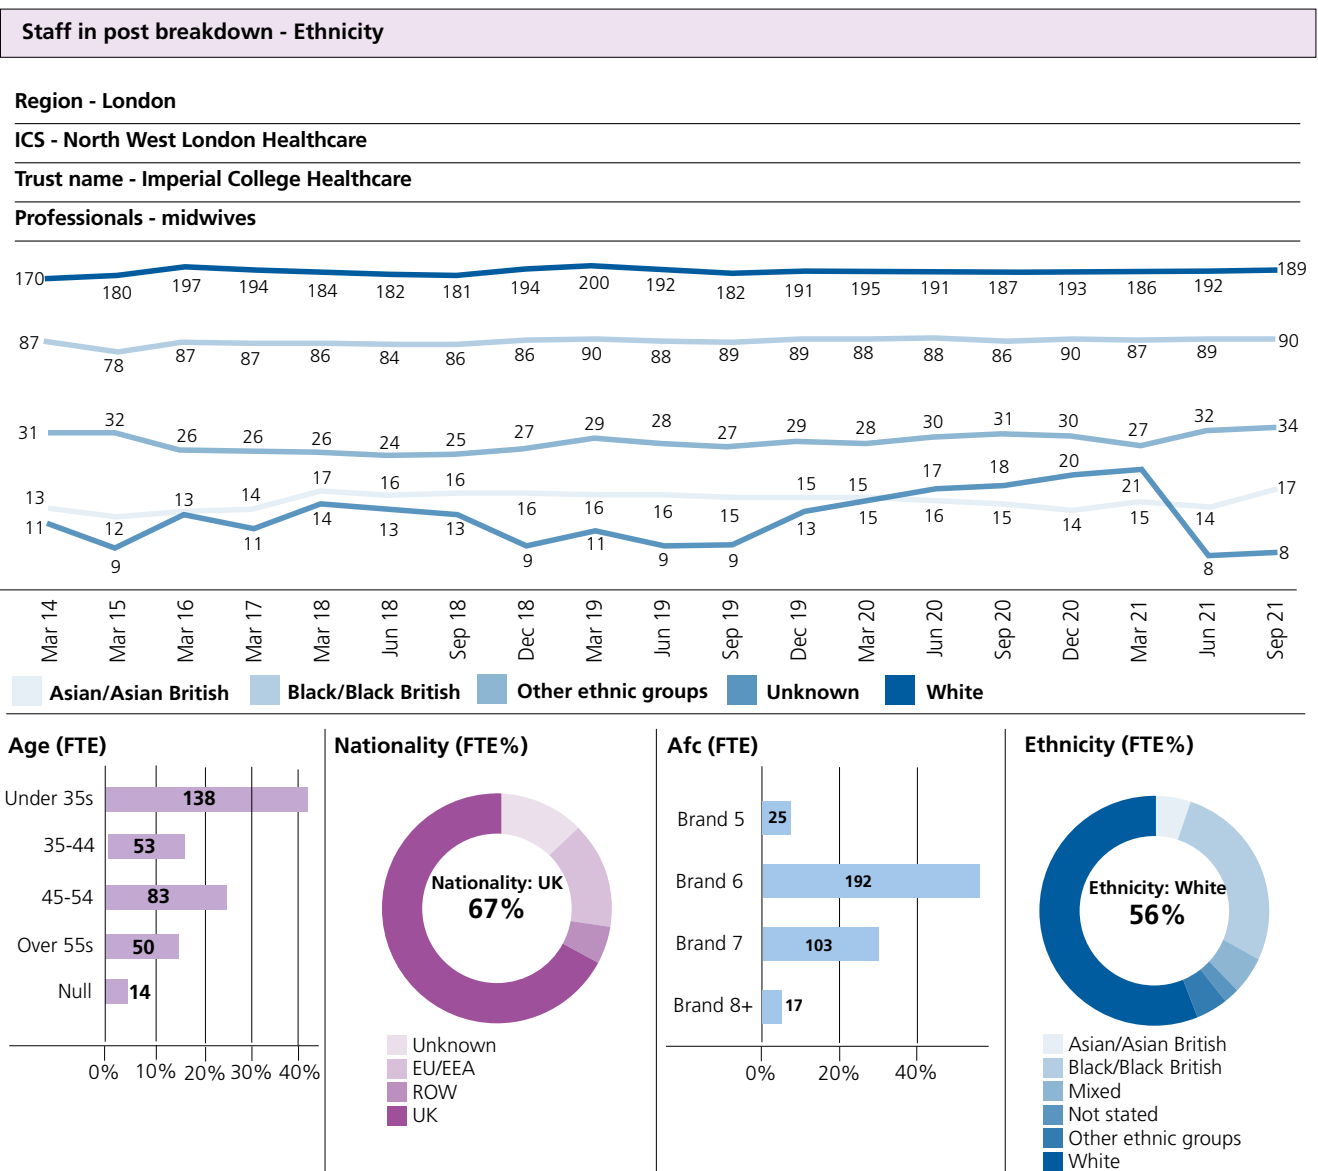 Staff in post breakdown - Ethnicity
Region - London
ICS - North West London Healthcare
Trust name - Imperial College Healthcare
Professionals - midwives
170 180 197 194 184 182 181 194 200 192 182 191 195 191 187 193 186 192 189
87 78 87 87 86 84 86 86 90 88 89 89 88 88 86 90 87 89 90
31 32 26 26 26 24 25 27 29 28 27 29 28 30 31 30 27 32 34
13 12 13 14 17 16 16 16 16 16 15 15 15 16 15 14 15 14 17
11 9 11 14 13 13 9 11 9 9 13 15 17 18 20 21 8 8
Mar 14 Mar 15 Mar 16 Mar 17 Mar 18 Jun 18 Sep 18 Dec 18 Mar 19 Jun 19 Sep 19 Dec 19 Mar 20 Jun 20 Sep 20 Dec 20 Mar 21 Jun 21 Sep 21
Asian/Asian British Black/Black British Other ethnic groups Unknown White
Age (FTE)
Under 35s 138
35-44 53
45-54 83
Over 55s 50
Null 14
0% 10% 20% 30% 40%
Nationality (FTE%)
Nationality: UK
67%
Unknown
EU/EEA
ROW
UK
Afc (FTE)
Brand 5 25
Brand 6 192
Brand 7 103
Brand 8+ 17
0% 20% 40%
Ethnicity (FTE%)
Ethnicity: White
56%
Asian/Asian British
Black/Black British
Mixed
Not stated
Other ethnic groups
White